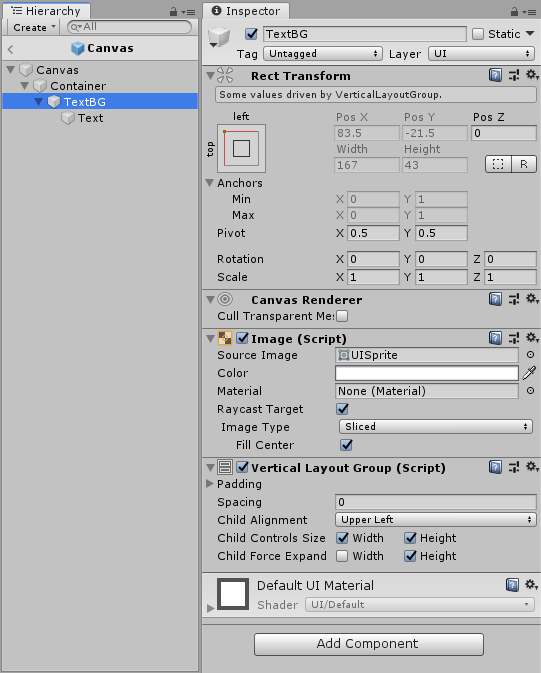 Hierarchy
Create
All
Canvas
Canvas
Container
TextBG
Text
Inspector
TextBG
Static
Tag Untagged Layer UI
Rect Transform
Some values driven by VerticalLayoutGroup.
left
top
Pos X Pos Y Pos Z
83.5 -21.5 0
Width Height
167 43
R
Anchors
Min X 0 Y 1
Max X 0 Y 1
Pivot X 0.5 Y 0.5
Rotation X 0 Y 0 Z 0
Scale X 1 Y 1 Z 1
Canvas Renderer
Cull Transparent Mes
Image (Script)
Source Image UISprite
Color
Material None (Material)
Raycast Target
Image Type Sliced
Fill Center
Vertical Layout Group (Script)
Padding
Spacing 0
Child Alignment Upper Left
Child Controls Size Width Height
Child Force Expand Width Height
Default UI Material
Shader UI/Default
Add Component